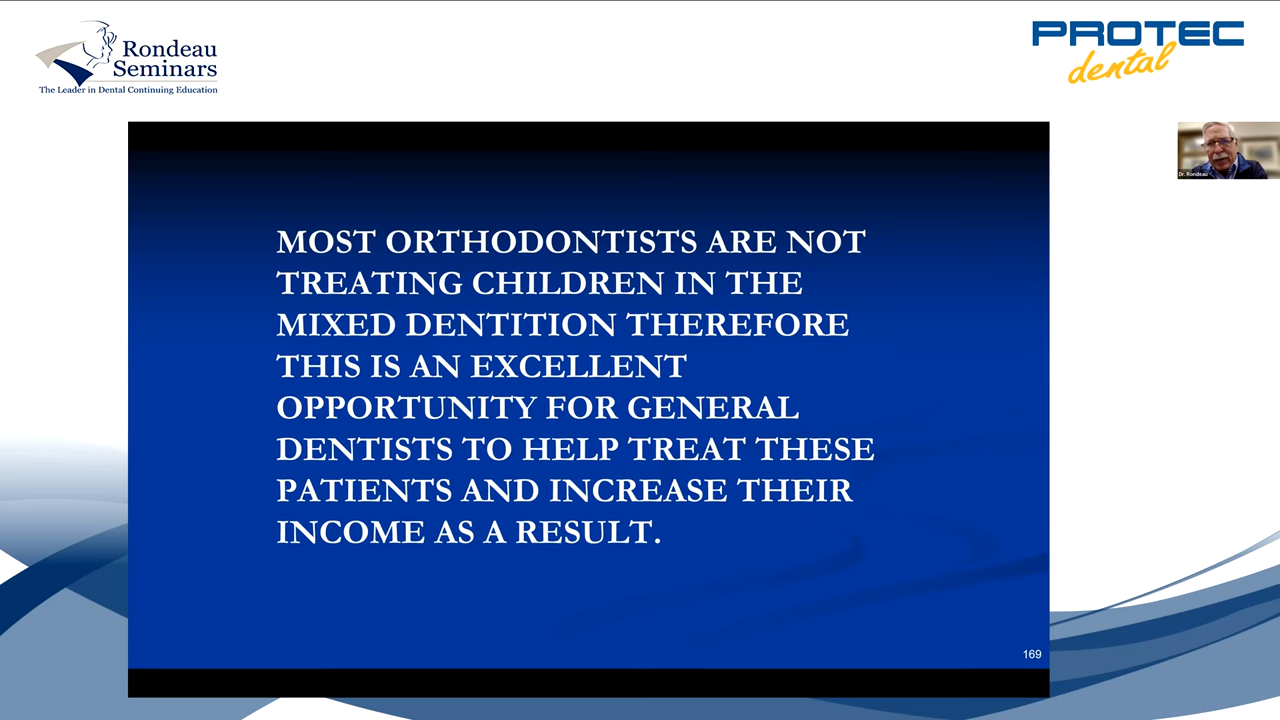 Rondeau
Seminars
The Leader in Dental Continuing Education
PROTEC
dental
MOST ORTHODONTISTS ARE NOT
TREATING CHILDREN IN THE
MIXED DENTITION THEREFORE
THIS IS AN EXCELLENT
OPPORTUNITY FOR GENERAL
DENTISTS TO HELP TREAT THESE
PATIENTS AND INCREASE THEIR
INCOME AS A RESULT.
169
Dr. Rondeau